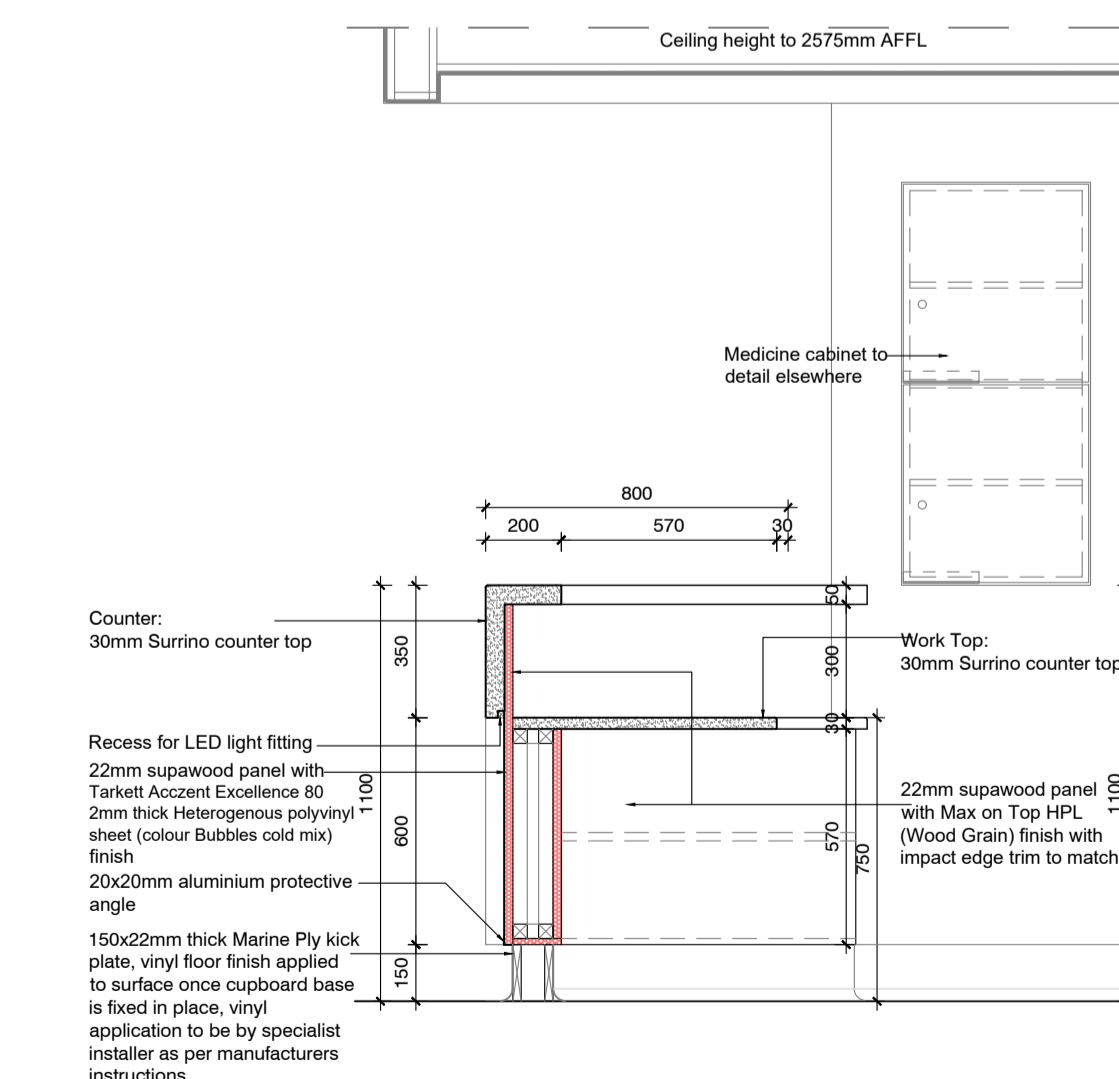 Ceiling height to 2575mm AFFL
Medicine cabinet to
detail elsewhere
800
200 570 30
Counter:
30mm Surrino counter top
350
50
300
30
Work Top:
30mm Surrino counter top
Recess for LED light fitting
22mm supawood panel with
Tarkett Acczent Excellence 80
2mm thick Heterogenous polyvinyl
sheet (colour Bubbles cold mix)
finish
1100
600
570
750
22mm supawood panel
with Max on Top HPL
(Wood Grain) finish with
impact edge trim to match
1100
20x20mm aluminium protective
angle
150x22mm thick Marine Ply kick
plate, vinyl floor finish applied
to surface once cupboard base
is fixed in place, vinyl
application to be by specialist
installer as per manufacturers
instructions
150